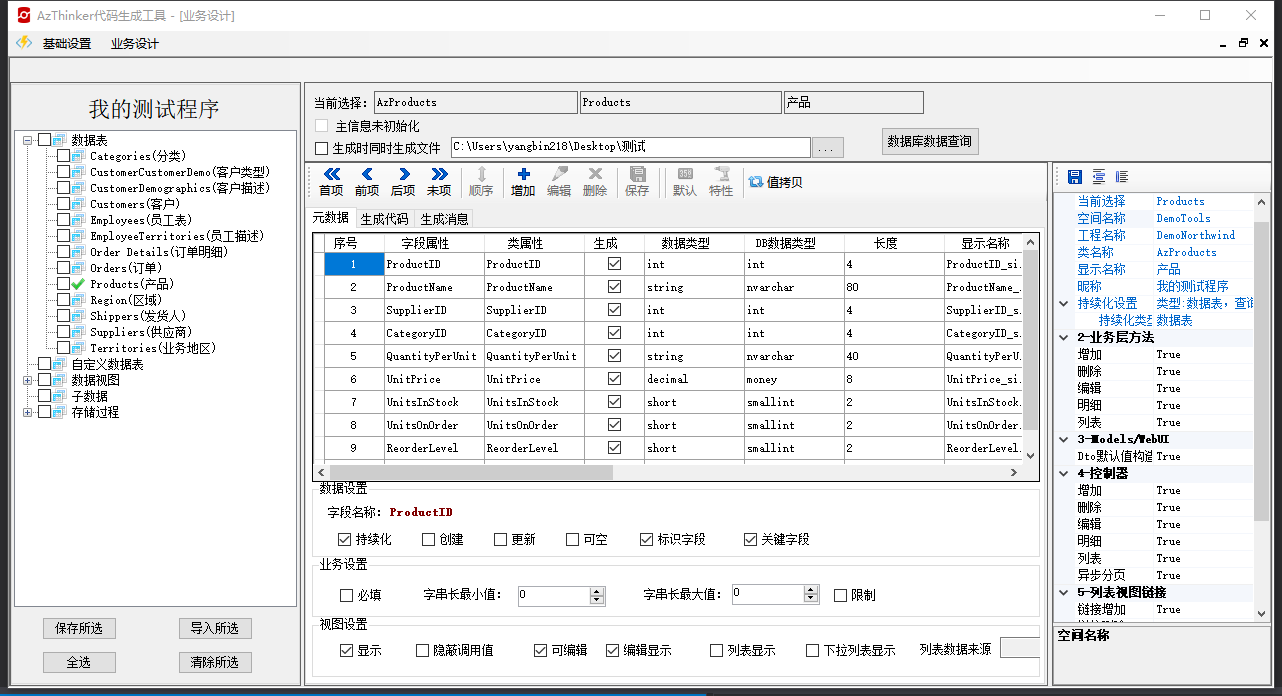 AzThinker代码生成工具 - [业务设计]
基础设置 业务设计
我的测试程序
数据表
Categories(分类)
CustomerCustomerDemo(客户类型)
CustomerDemographics(客户描述)
Customers(客户)
Employees(员工表)
EmployeeTerritories(员工描述)
Order Details(订单明细)
Orders(订单)
Products(产品)
Region(区域)
Shippers(发货人)
Suppliers(供应商)
Territories(业务地区)
自定义数据表
数据视图
子数据
存储过程
保存所选 导入所选
全选 清除所选
当前选择: AzProducts Products 产品
主信息未初始化
生成时同时生成文件 C:\Users\yangbin218\Desktop\测试 ... 数据库数据查询
首项 前项 后项 末项 顺序 增加 编辑 删除 保存 默认 特性 值拷贝
元数据 生成代码 生成消息
序号 字段属性 类属性 生成 数据类型 DB数据类型 长度 显示名称
1 ProductID ProductID int int 4 ProductID_si.
2 ProductName ProductName string nvarchar 80 ProductName_.
3 SupplierID SupplierID int int 4 SupplierID_s.
4 CategoryID CategoryID int int 4 CategoryID_s.
5 QuantityPerUnit QuantityPerUnit string nvarchar 40 QuantityPerU.
6 UnitPrice UnitPrice decimal money 8 UnitPrice_si.
7 UnitsInStock UnitsInStock short smallint 2 UnitsInStock.
8 UnitsOnOrder UnitsOnOrder short smallint 2 UnitsOnOrder.
9 ReorderLevel ReorderLevel short smallint 2 ReorderLevel.
数据设置
字段名称: ProductID
持续化 创建 更新 可空 标识字段 关键字段
业务设置
必填 字串长最小值: 0 字串长最大值: 0 限制
视图设置
显示 隐蔽调用值 可编辑 编辑显示 列表显示 下拉列表显示 列表数据来源
当前选择 Products
空间名称 DemoTools
工程名称 DemoNorthwind
类名称 AzProducts
显示名称 产品
昵称 我的测试程序
持续化设置 类型:数据表, 查询
持续化类型 数据表
2-业务层方法
增加 True
删除 True
编辑 True
明细 True
列表 True
3-Models/WebUI
Dto默认值构造 True
4-控制器
增加 True
删除 True
编辑 True
明细 True
列表 True
异步分页 True
5-列表视图链接
链接增加 True
空间名称